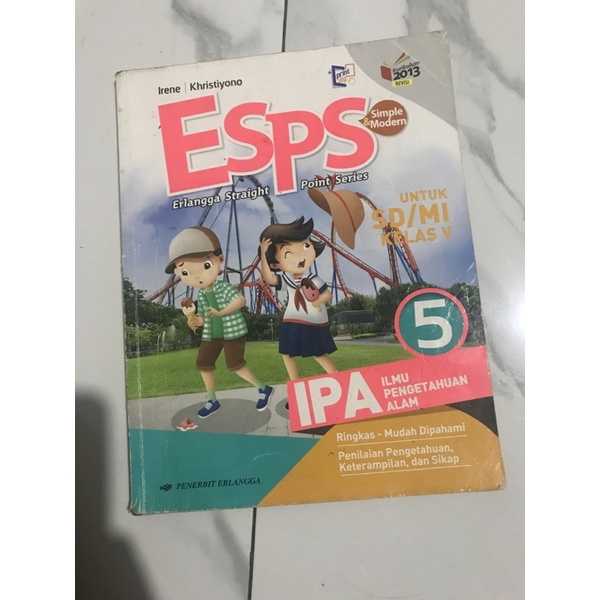 Irene | Khristiyono
print
Kurikulum
2013
REVISI
ESPS
Simple
& Modern
Erlangga Straight Point Series
UNTUK
SD/MI
KELAS V
5
IPA
ILMU
PENGETAHUAN
ALAM
Ringkas - Mudah Dipahami
Penilaian Pengetahuan,
Keterampilan, dan Sikap
PENERBIT ERLANGGA